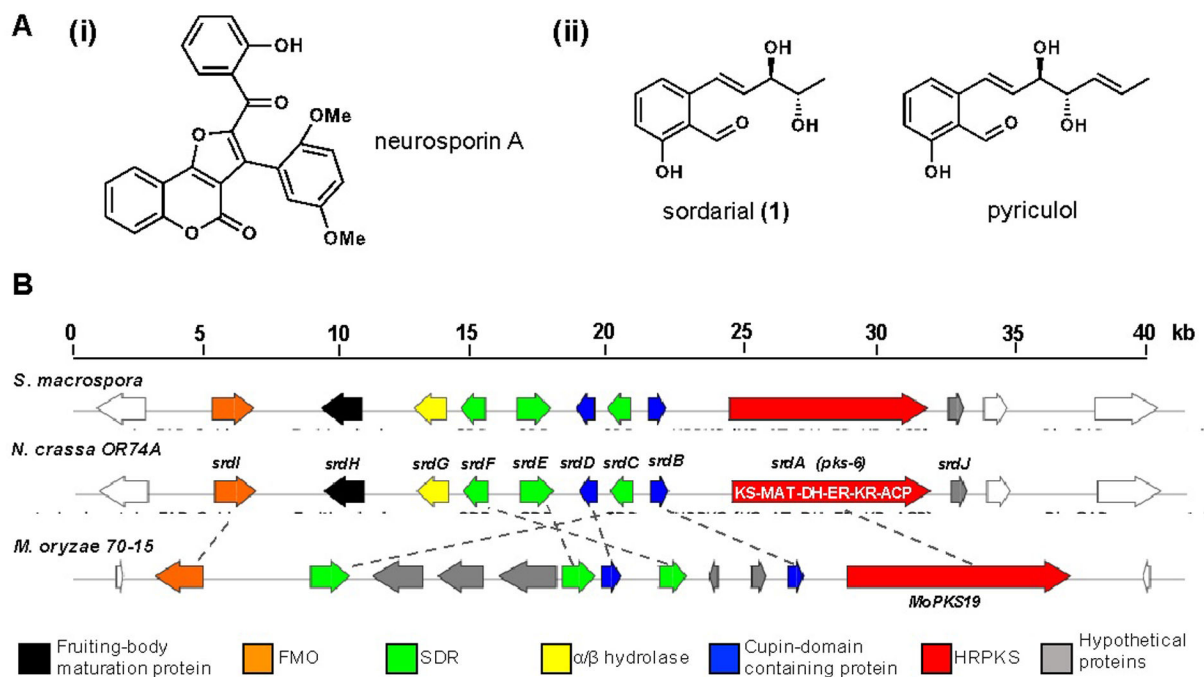 A (i) (ii)
OH
O
O
OMe
neurosporin A
O
O
OMe
OH
O
OH
OH
sordarial (1)
OH
O
OH
OH
pyriculol
B
0 5 10 15 20 25 30 35 40 kb
S. macrospora
N. crassa OR74A
srdI srdH srdG srdF srdE srdD srdC srdB srdA (pks-6) srdJ
KS-MAT-DH-ER-KR-ACP
M. oryzae 70-15
MoPKS19
Fruiting-body
maturation protein
FMO
SDR
α/β hydrolase
Cupin-domain
containing protein
HRPKS
Hypothetical
proteins